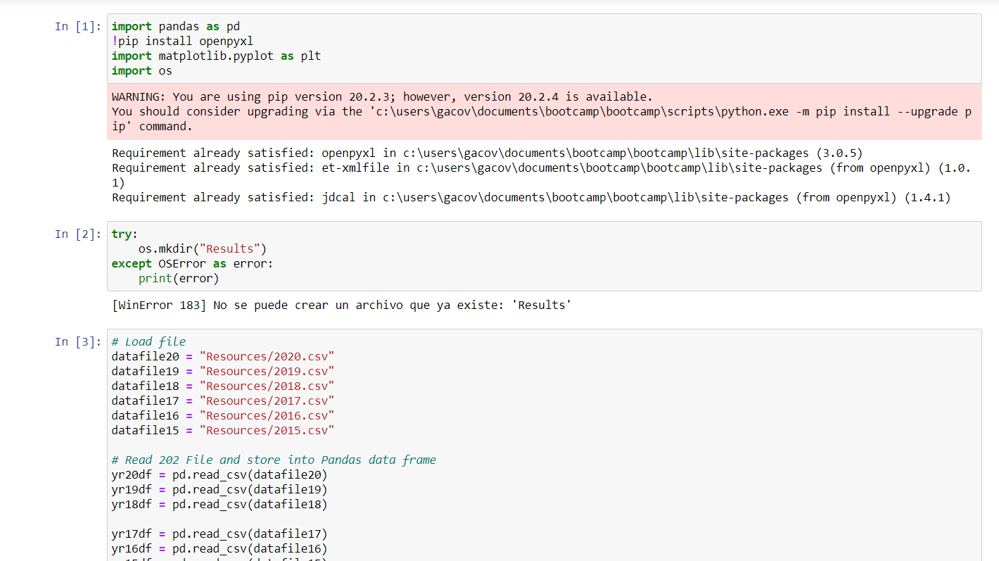 In [1]: import pandas as pd
!pip install openpyxl
import matplotlib.pyplot as plt
import os
WARNING: You are using pip version 20.2.3; however, version 20.2.4 is available.
You should consider upgrading via the 'c:\users\gacov\documents\bootcamp\bootcamp\scripts\python.exe -m pip install --upgrade p
ip' command.
Requirement already satisfied: openpyxl in c:\users\gacov\documents\bootcamp\bootcamp\lib\site-packages (3.0.5)
Requirement already satisfied: et-xmlfile in c:\users\gacov\documents\bootcamp\bootcamp\lib\site-packages (from openpyxl) (1.0.
1)
Requirement already satisfied: jdcal in c:\users\gacov\documents\bootcamp\bootcamp\lib\site-packages (from openpyxl) (1.4.1)
In [2]: try:
    os.mkdir("Results")
except OSError as error:
    print(error)
[WinError 183] No se puede crear un archivo que ya existe: 'Results'
In [3]: # Load file
datafile20 = "Resources/2020.csv"
datafile19 = "Resources/2019.csv"
datafile18 = "Resources/2018.csv"
datafile17 = "Resources/2017.csv"
datafile16 = "Resources/2016.csv"
datafile15 = "Resources/2015.csv"
# Read 202 File and store into Pandas data frame
yr20df = pd.read_csv(datafile20)
yr19df = pd.read_csv(datafile19)
yr18df = pd.read_csv(datafile18)
yr17df = pd.read_csv(datafile17)
yr16df = pd.read_csv(datafile16)